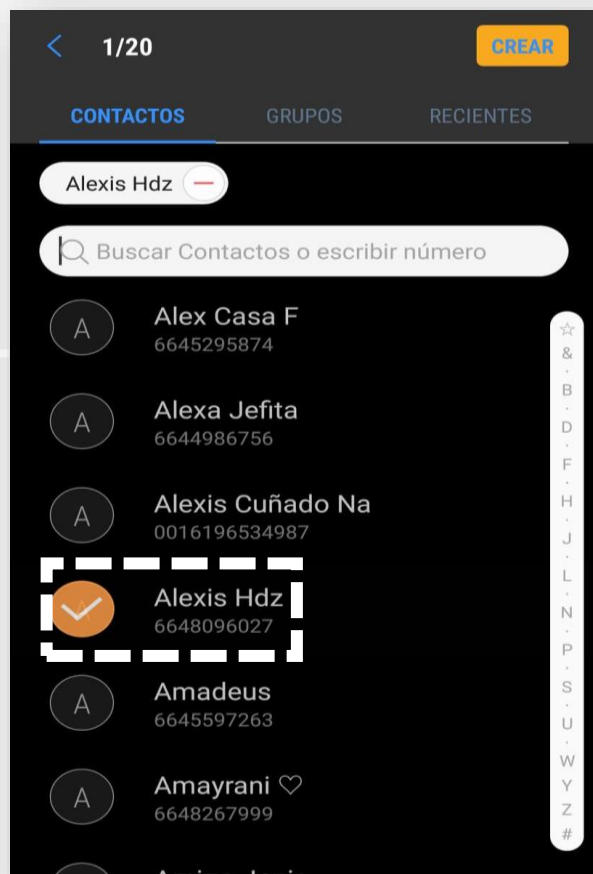 1/20
CREAR
CONTACTOS GRUPOS RECIENTES
Alexis Hdz
Buscar Contactos o escribir número
A
Alex Casa F
6645295874
A
Alexa Jefita
6644986756
A
Alexis Cuñado Na
0016196534987
A
Alexis Hdz
6648096027
A
Amadeus
6645597263
A
Amayrani ♡
6648267999
☆
&
·
B
·
D
·
F
·
H
·
J
·
L
·
N
·
P
·
S
·
U
·
W
Y
Z
#